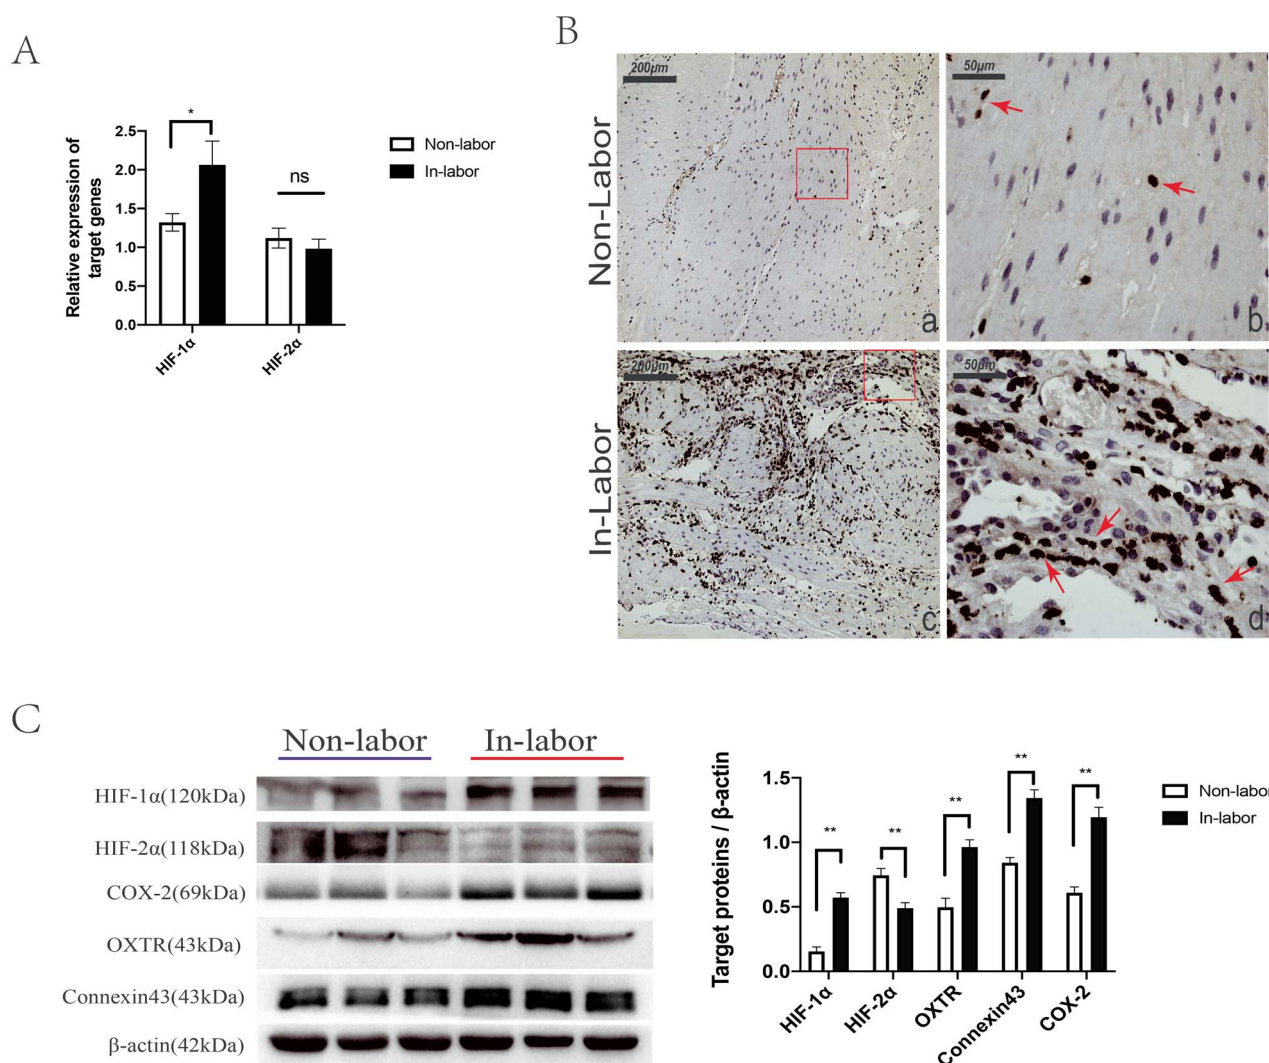 A
B
*
2.5
2.0
1.5
1.0
0.5
0.0
ns
Relative expression of
target genes
HIF-1α
HIF-2α
Non-labor
In-labor
Non-Labor
200μm
a
50μm
b
In-Labor
200μm
c
50μm
d
C
Non-labor
In-labor
HIF-1α(120kDa)
HIF-2α(118kDa)
COX-2(69kDa)
OXTR(43kDa)
Connexin43(43kDa)
β-actin(42kDa)
Target proteins / β-actin
1.5
1.0
0.5
0.0
**
**
**
**
**
HIF-1α
HIF-2α
OXTR
Connexin43
COX-2
Non-labor
In-labor